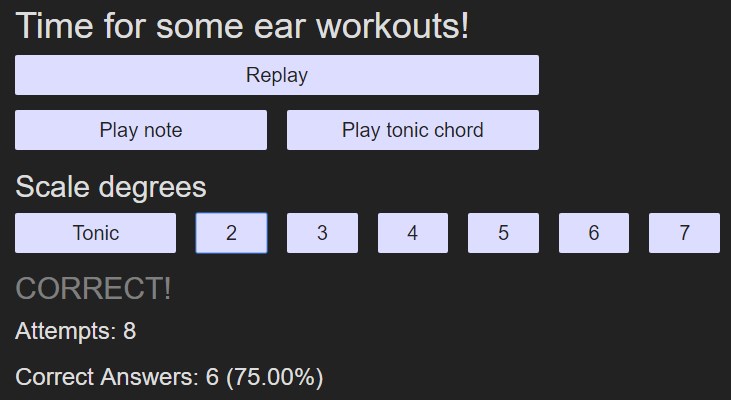 Time for some ear workouts!
Replay
Play note Play tonic chord
Scale degrees
Tonic 2 3 4 5 6 7
CORRECT!
Attempts: 8
Correct Answers: 6 (75.00%)